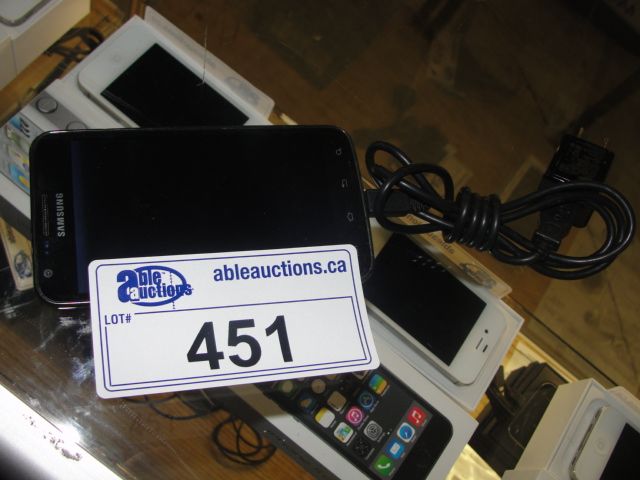 SAMSUNG
able auctions
ableauctions.ca
LOT#
451